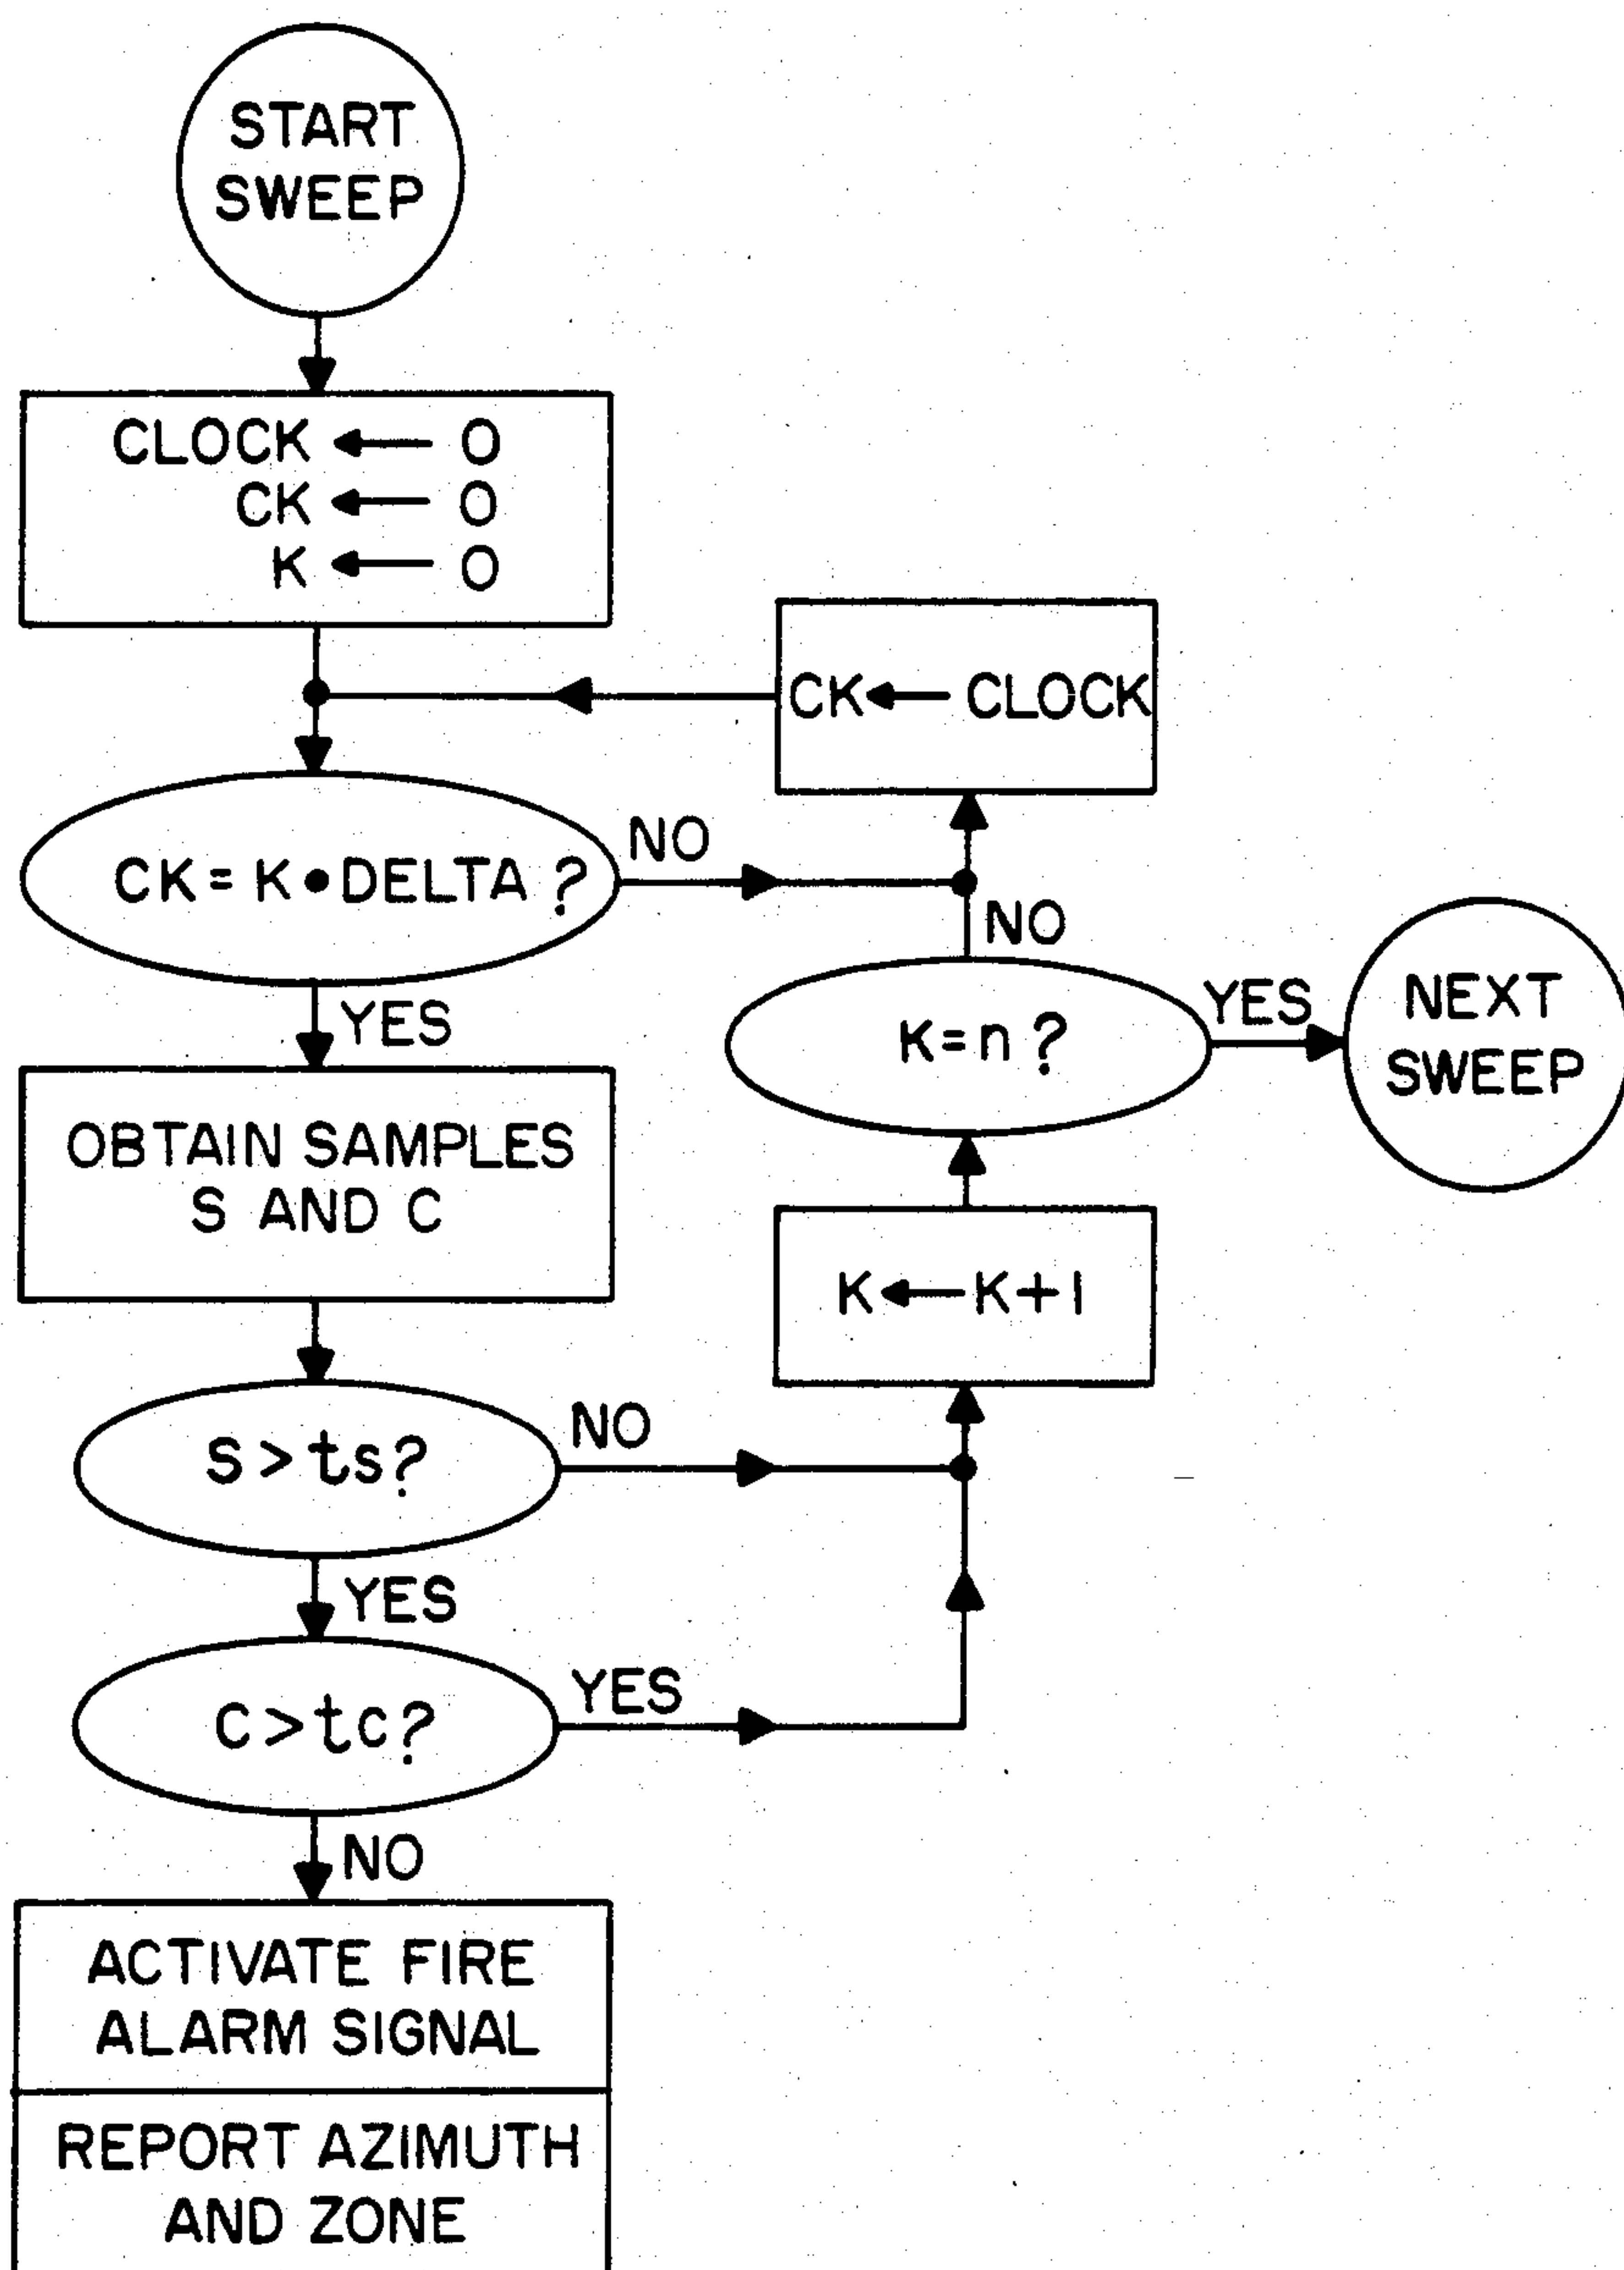 START
SWEEP
CLOCK ← 0
CK ← 0
K ← 0
CK ← CLOCK
CK = K • DELTA ?
NO
NO
YES
K = n ?
YES
NEXT
SWEEP
OBTAIN SAMPLES
S AND C
K ← K + 1
S > ts ?
NO
YES
C > tc ?
YES
NO
ACTIVATE FIRE
ALARM SIGNAL
REPORT AZIMUTH
AND ZONE